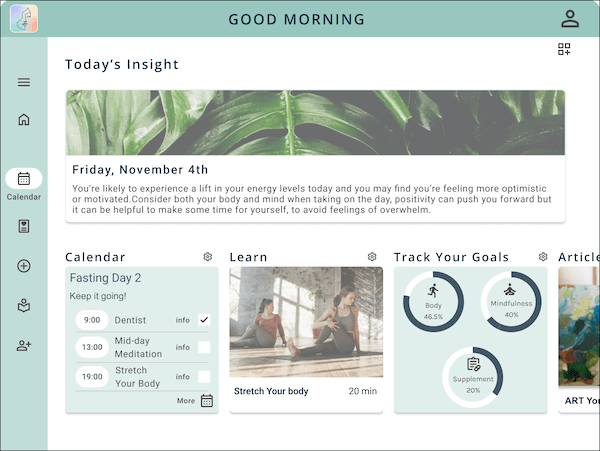 GOOD MORNING
Today's Insight
Friday, November 4th
You're likely to experience a lift in your energy levels today and you may find you're feeling more optimistic
or motivated.Consider both your body and mind when taking on the day, positivity can push you forward but
it can be helpful to make some time for yourself, to avoid feelings of overwhelm.
Calendar
Calendar
Fasting Day 2
Keep it going!
9:00 Dentist info
13:00 Mid-day
Meditation info
19:00 Stretch
Your Body info
More
Learn
Stretch Your body 20 min
Track Your Goals
Body
46.5%
Mindfulness
40%
Supplement
20%
Article
ART You